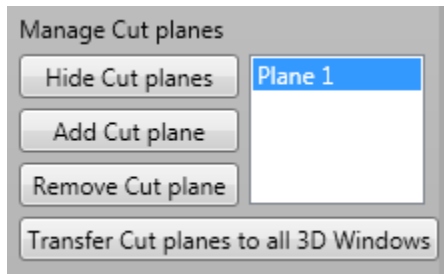 Manage Cut planes
Hide Cut planes
Plane 1
Add Cut plane
Remove Cut plane
Transfer Cut planes to all 3D Windows